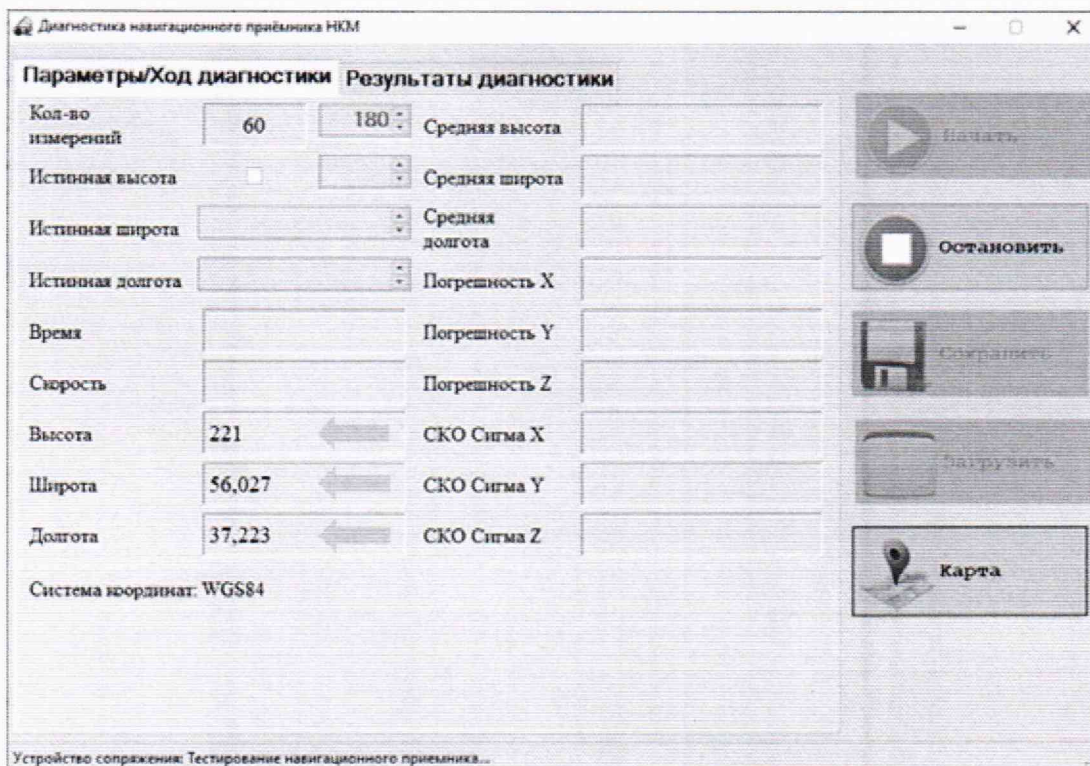 Диагностика навигационного приёмника НКМ
Параметры/Ход диагностики
Результаты диагностики
Кол-во измерений
60
180
Средняя высота
Истинная высота
Средняя широта
Истинная широта
Средняя долгота
Истинная долгота
Погрешность X
Время
Погрешность Y
Скорость
Погрешность Z
Высота
221
СКО Сигма X
Широта
56,027
СКО Сигма Y
Долгота
37,223
СКО Сигма Z
Система координат: WGS84
Начать
Остановить
Сохранить
Загрузить
Карта
Устройство сопряжения: Тестирование навигационного приемника...